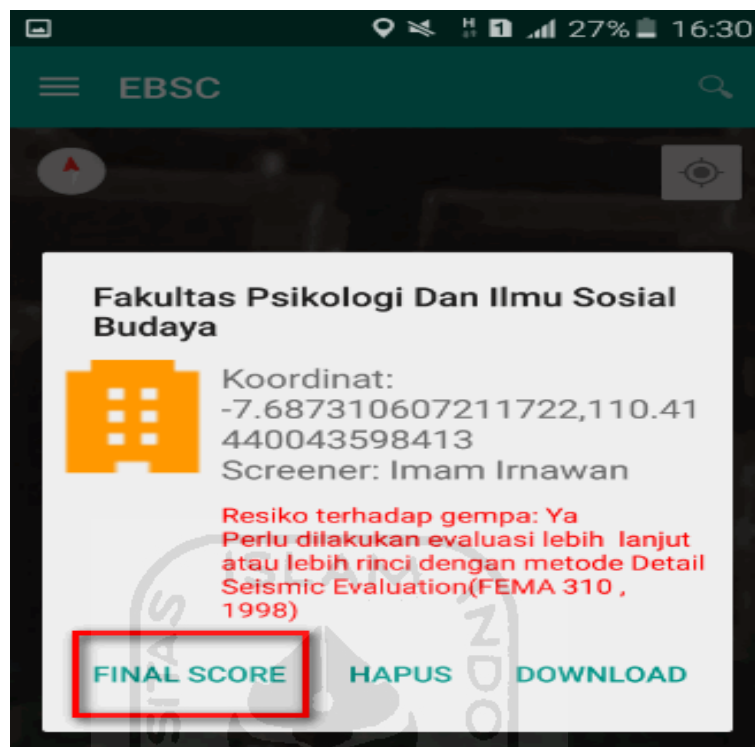 27% 16:30
EBSC
Fakultas Psikologi Dan Ilmu Sosial
Budaya
Koordinat:
-7.687310607211722,110.41
440043598413
Screener: Imam Irnawan
Resiko terhadap gempa: Ya
Perlu dilakukan evaluasi lebih lanjut
atau lebih rinci dengan metode Detail
Seismic Evaluation(FEMA 310 ,
1998)
FINAL SCORE HAPUS DOWNLOAD